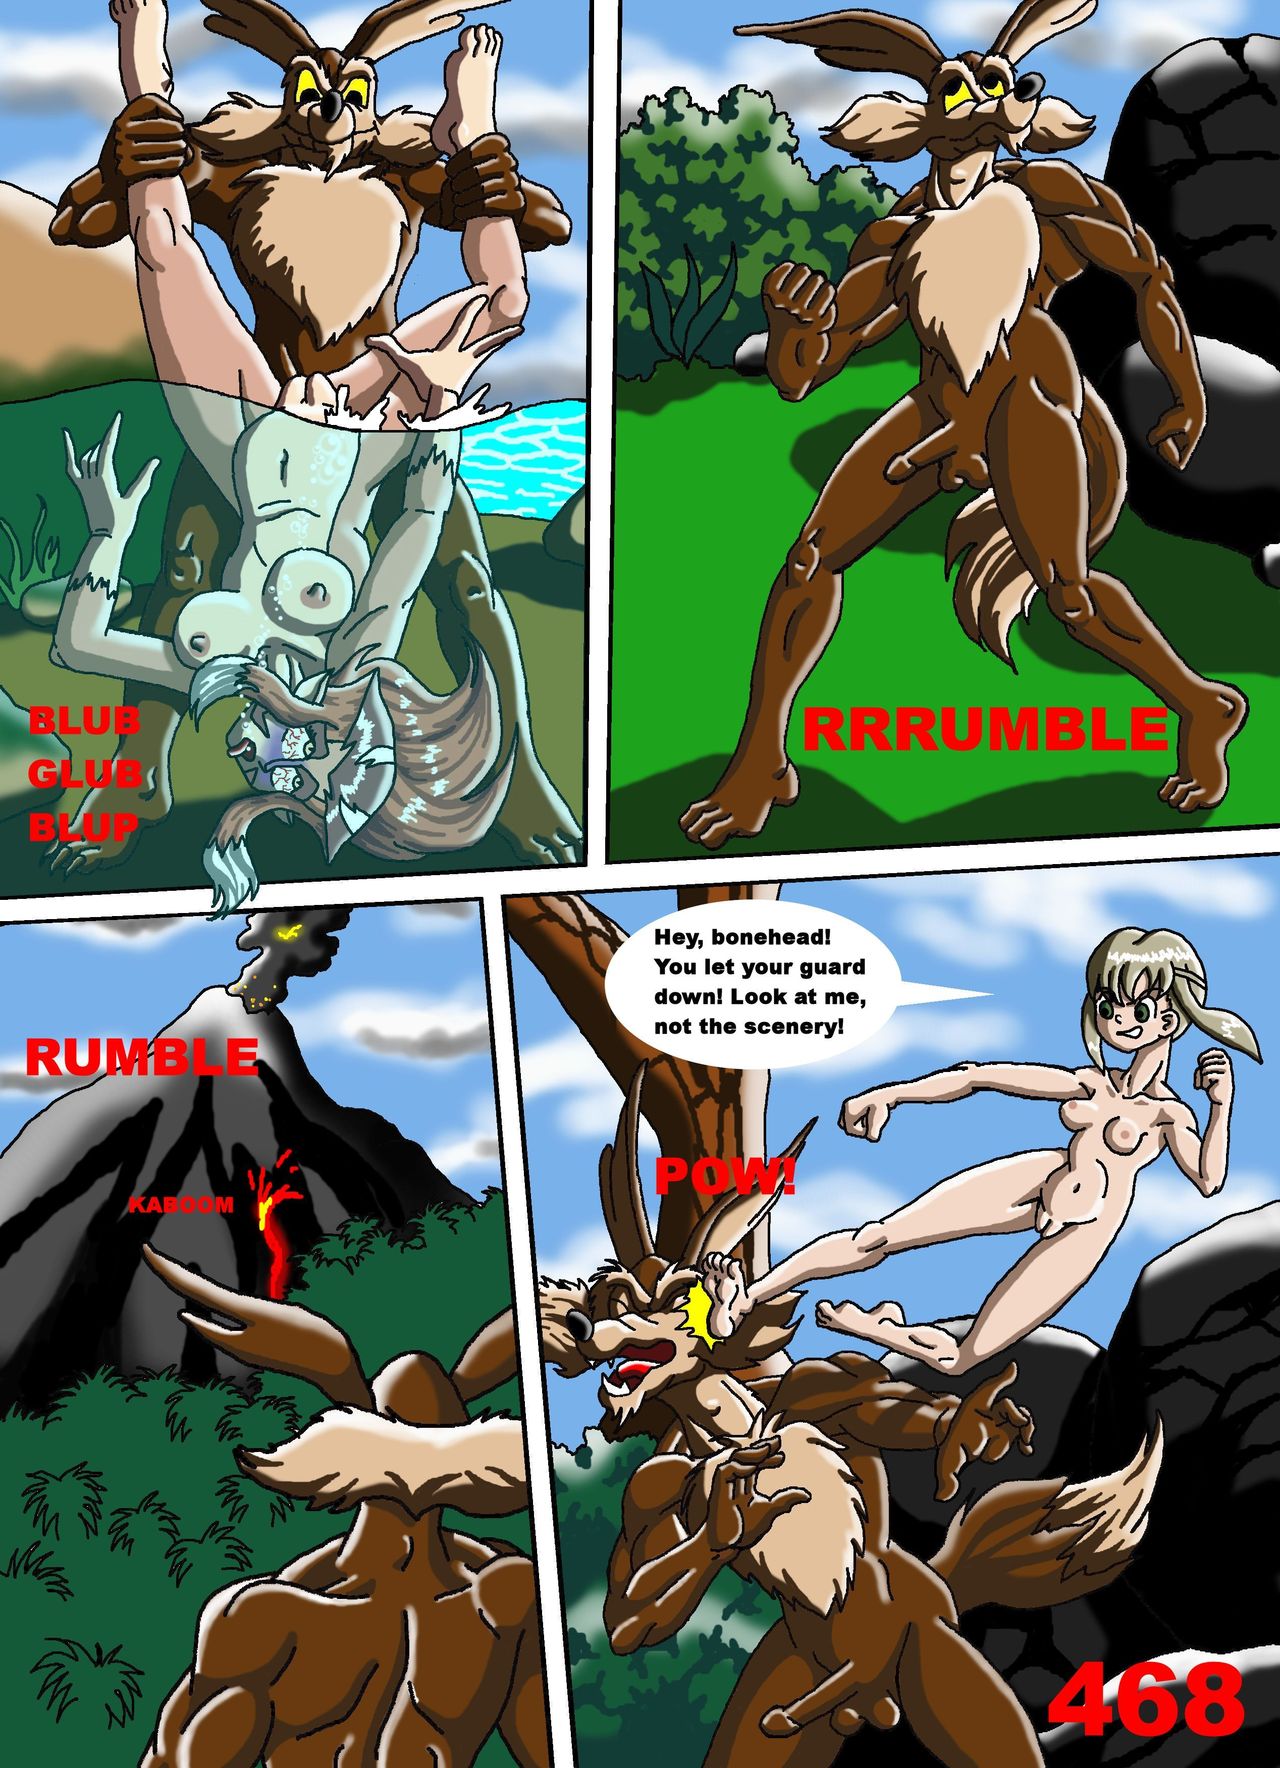 BLUB
GLUB
BLUP
RRRUMBLE
RUMBLE
KABOOM
Hey, bonehead!
You let your guard
down! Look at me,
not the scenery!
POW!
468